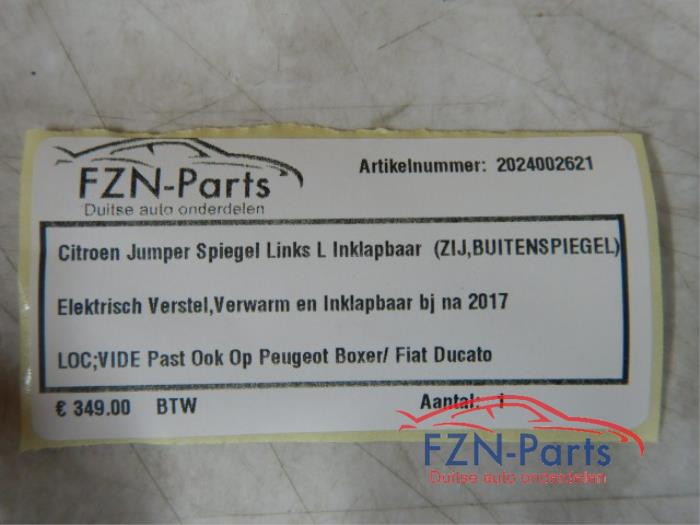 FZN-Parts
Duitse auto onderdelen
Artikelnummer: 2024002621
Citroen Jumper Spiegel Links L Inklapbaar (ZIJ,BUITENSPIEGEL)
Elektrisch Verstel,Verwarm en Inklapbaar bj na 2017
LOC;VIDE Past Ook Op Peugeot Boxer/ Fiat Ducato
€ 349.00 BTW
Aantal: 1
FZN-Parts
Duitse auto onderdelen